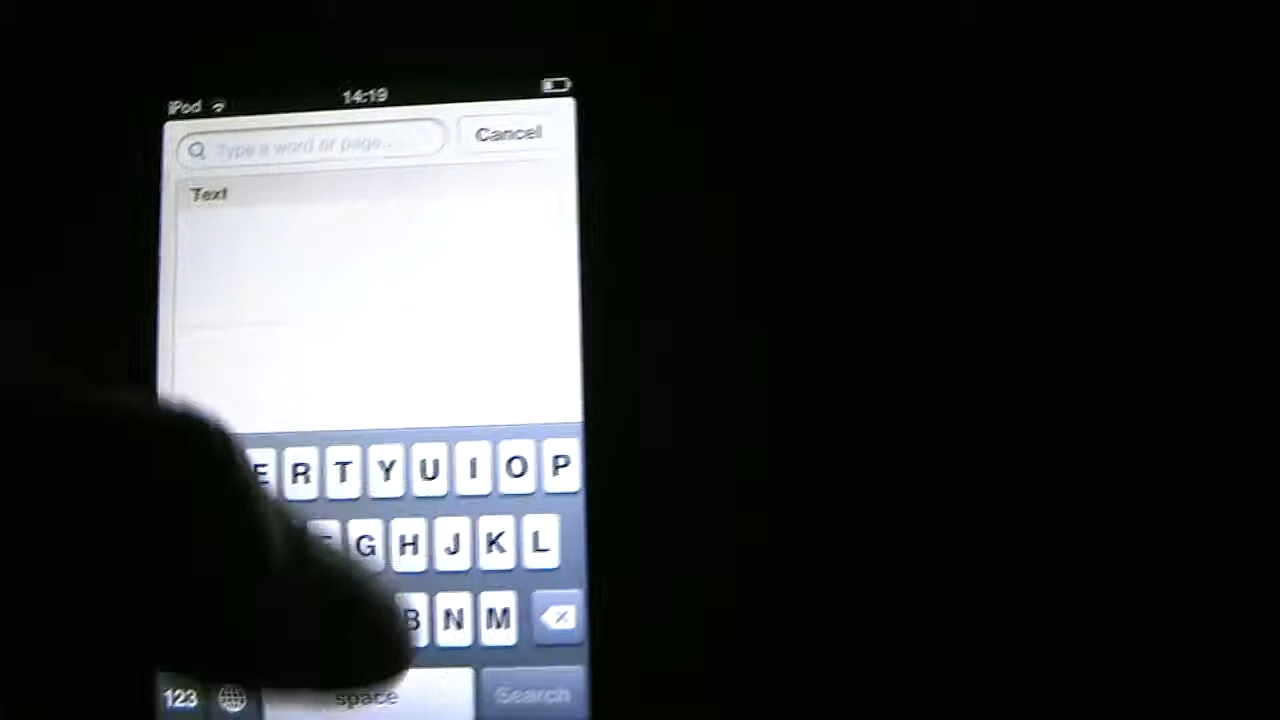 iPod 14:19
Type a word or page... Cancel
Text
E R T Y U I O P
F G H J K L
B N M
123 space Search